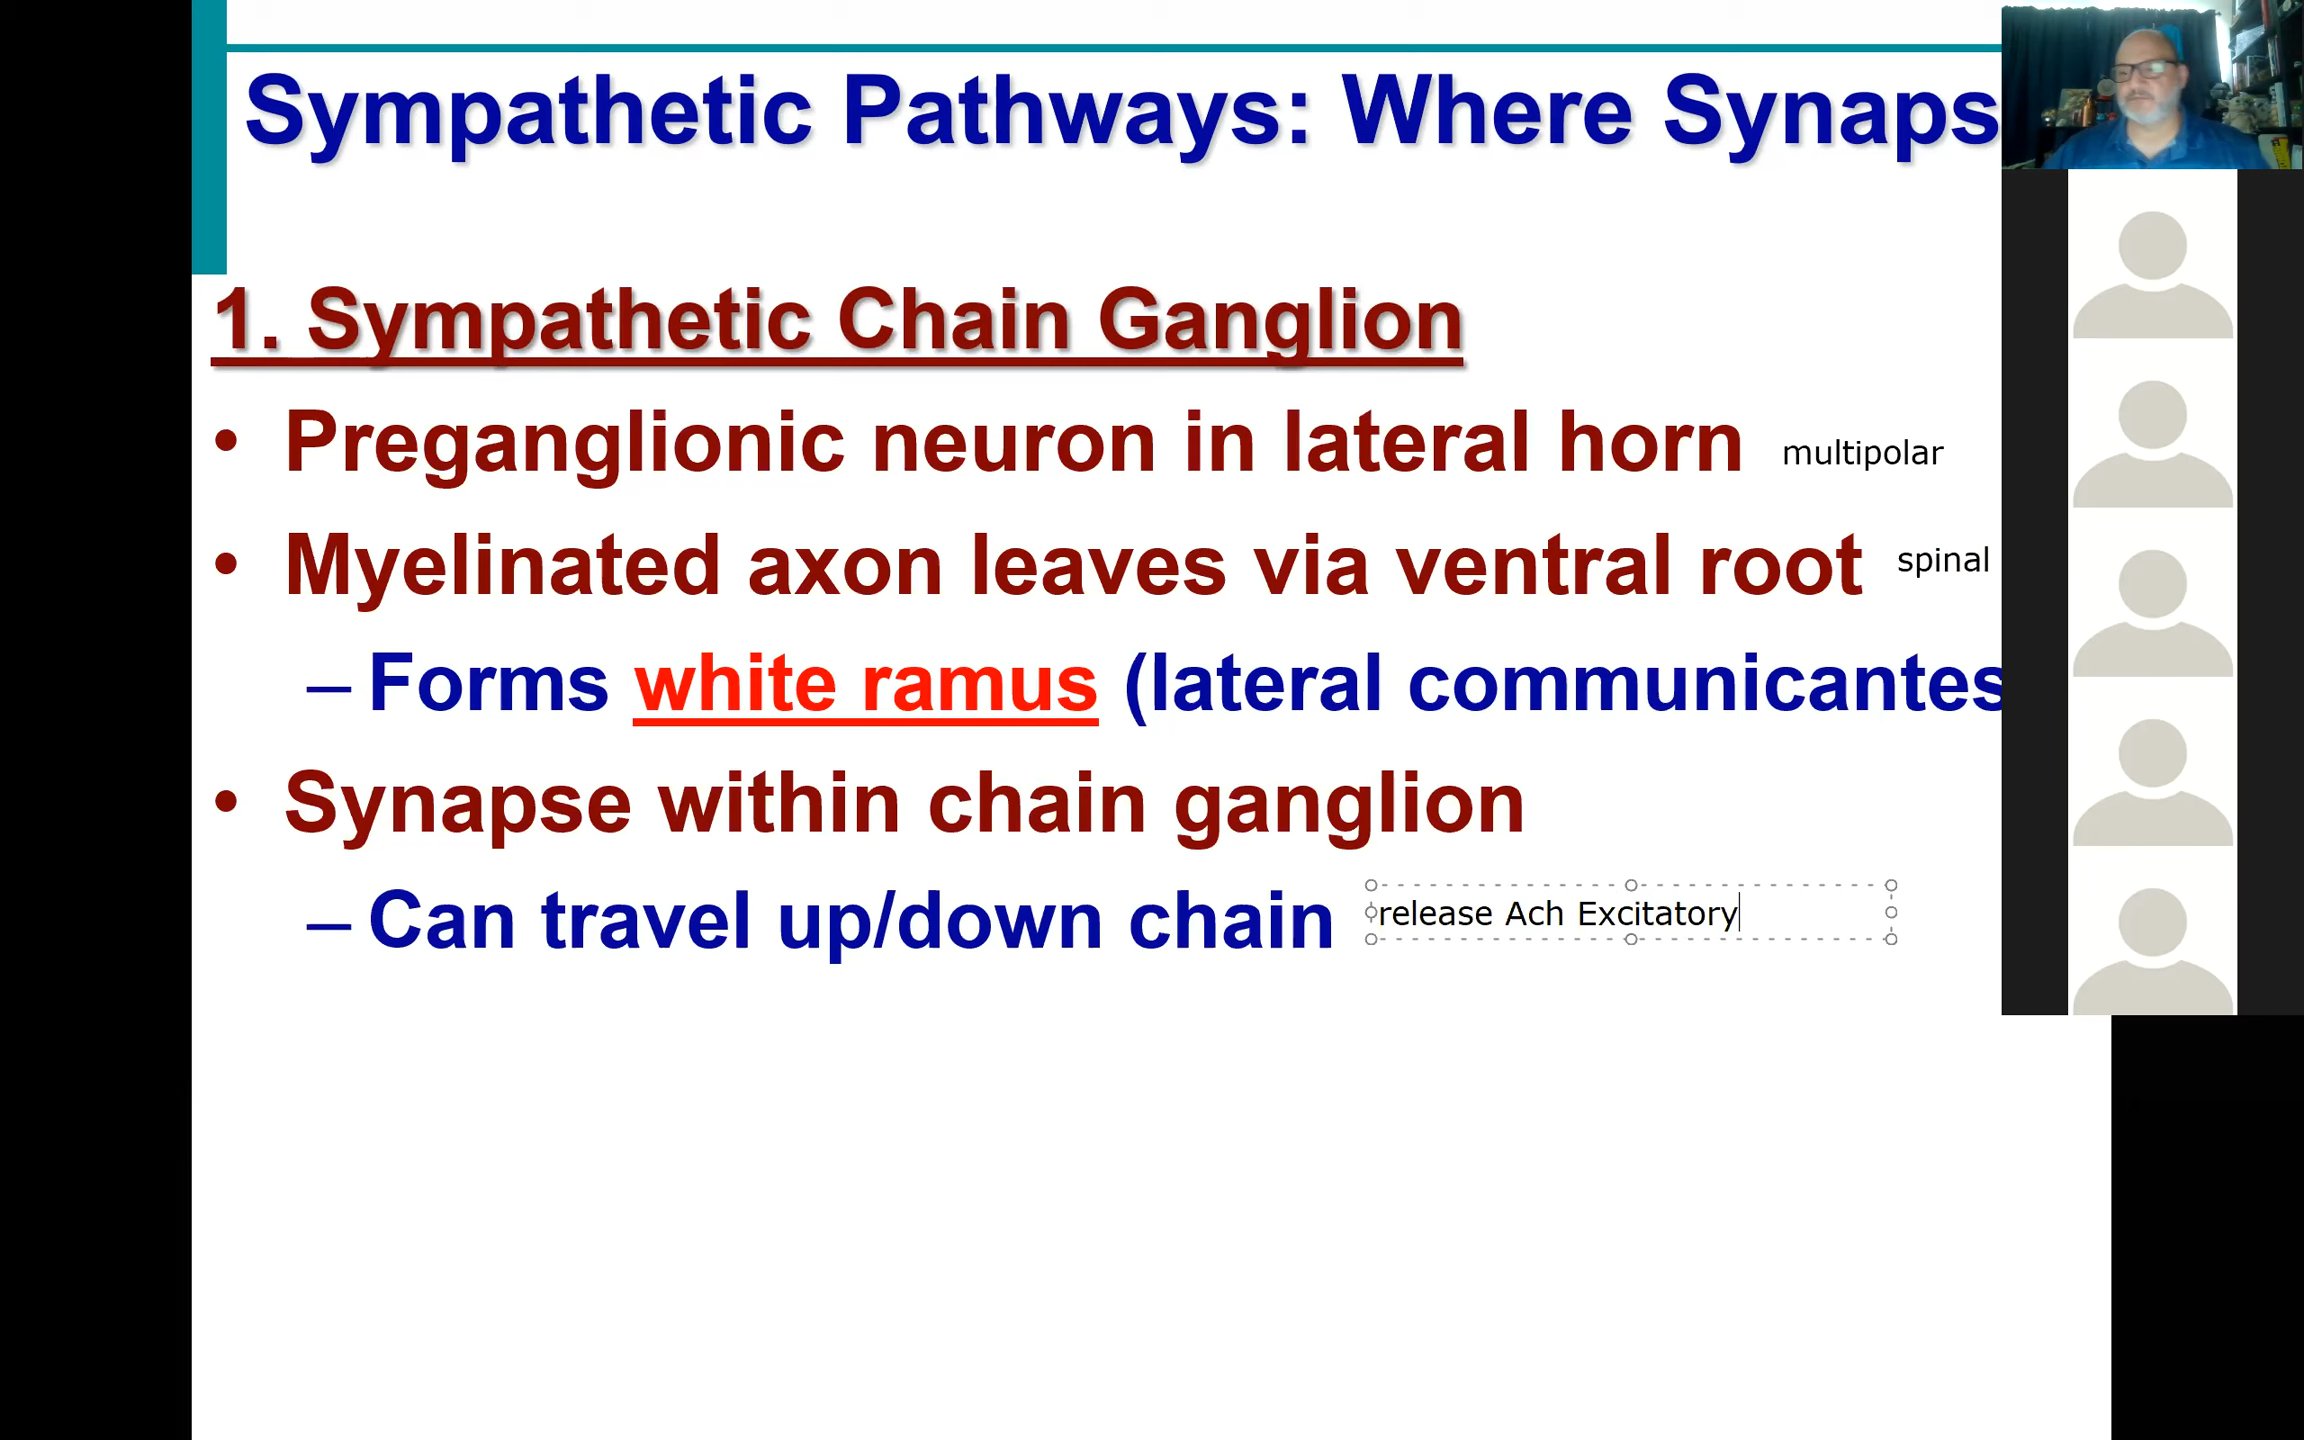 Sympathetic Pathways: Where Synaps
1. Sympathetic Chain Ganglion
• Preganglionic neuron in lateral horn multipolar
• Myelinated axon leaves via ventral root spinal
– Forms white ramus (lateral communicantes
• Synapse within chain ganglion
– Can travel up/down chain release Ach Excitatory